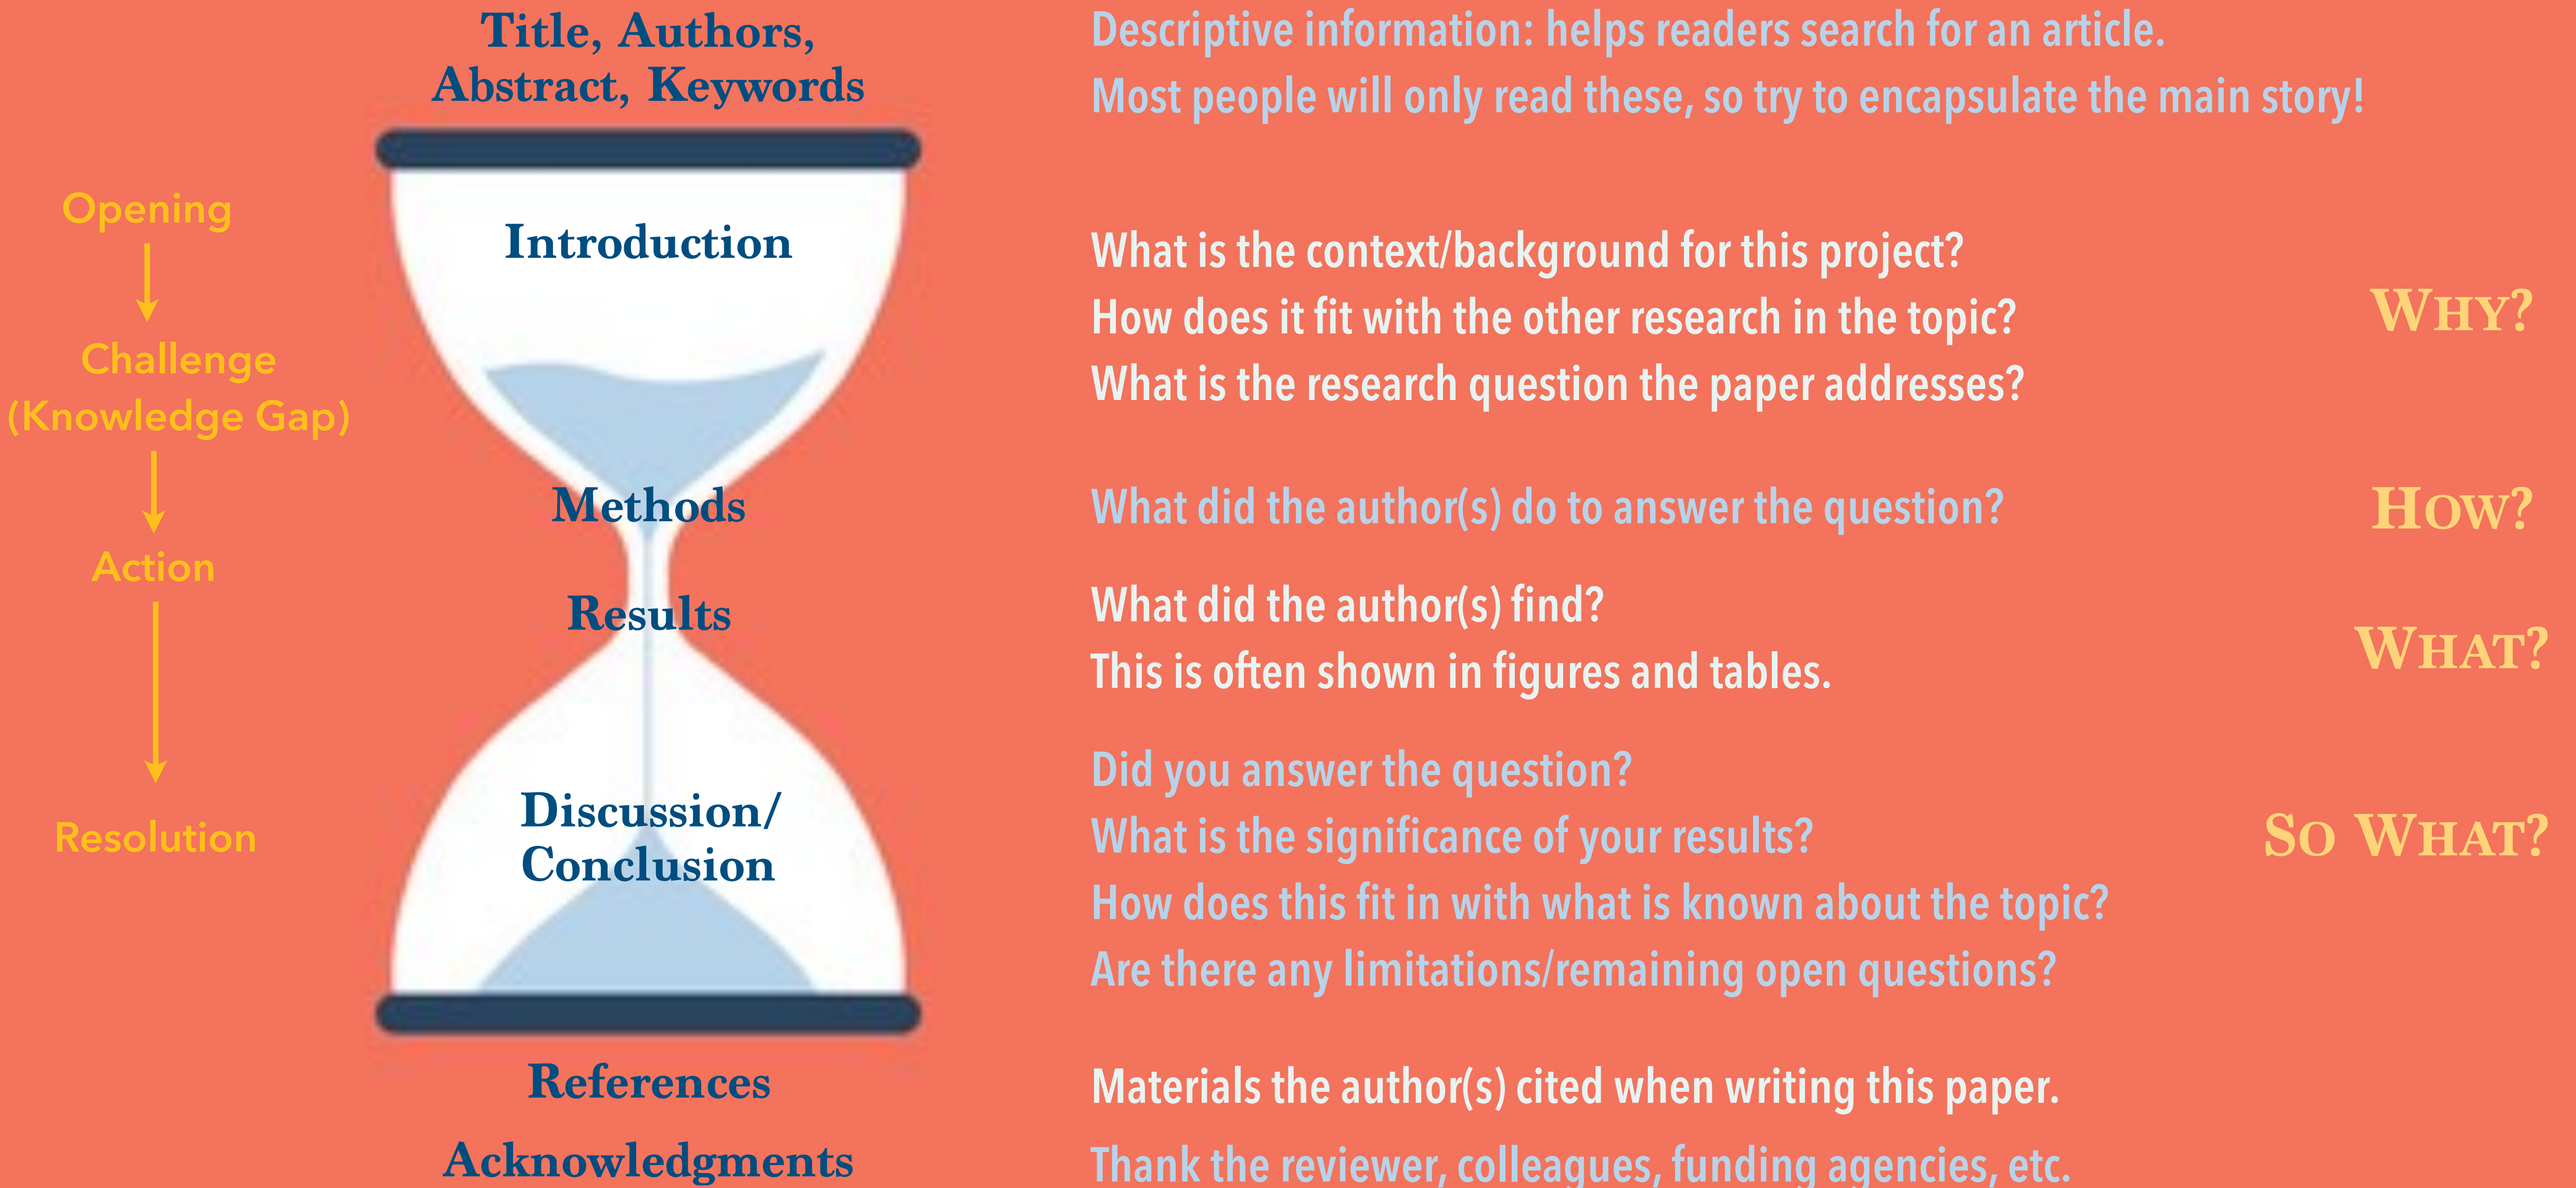 Title, Authors,
Abstract, Keywords
Descriptive information: helps readers search for an article.
Most people will only read these, so try to encapsulate the main story!
Opening
Challenge
(Knowledge Gap)
Action
Resolution
Introduction
What is the context/background for this project?
How does it fit with the other research in the topic?
What is the research question the paper addresses?
WHY?
Methods
What did the author(s) do to answer the question?
HOW?
Results
What did the author(s) find?
This is often shown in figures and tables.
WHAT?
Discussion/
Conclusion
Did you answer the question?
What is the significance of your results?
How does this fit in with what is known about the topic?
Are there any limitations/remaining open questions?
SO WHAT?
References
Materials the author(s) cited when writing this paper.
Acknowledgments
Thank the reviewer, colleagues, funding agencies, etc.